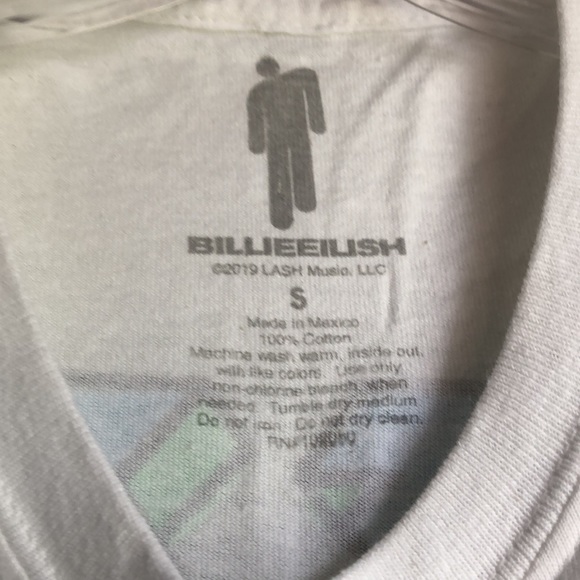 BILLIEEILISH
©2019 LASH Music, LLC
S
Made in Mexico
100% Cotton
Machine wash warm, inside out,
with like colors. Use only
non-chlorine bleach, when
needed. Tumble dry medium
Do not iron. Do not dry clean.
RN#